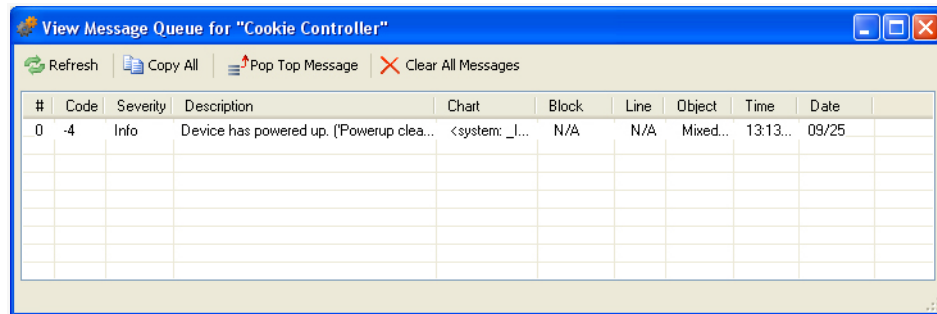 View Message Queue for "Cookie Controller"
Refresh Copy All Pop Top Message Clear All Messages
# Code Severity Description Chart Block Line Object Time Date
0 -4 Info Device has powered up. ('Powerup clea... <system: _I... N/A N/A Mixed... 13:13... 09/25